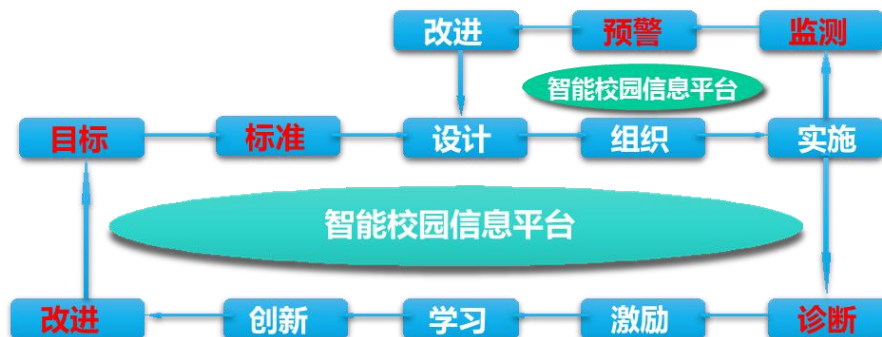 改进 预警 监测
智能校园信息平台
目标 标准 设计 组织 实施
智能校园信息平台
改进 创新 学习 激励 诊断